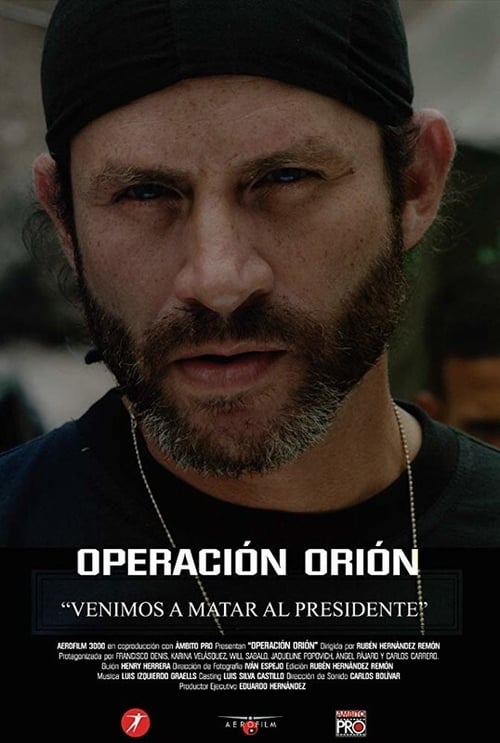 OPERACIÓN ORIÓN
“VENIMOS A MATAR AL PRESIDENTE”
AEROFILM 3000 en coproducción con ÁMBITO PRO Presentan “OPERACIÓN ORIÓN” Dirigida por RUBÉN HERNÁNDEZ REMÓN
Protagonizada por FRANCISCO DENIS, KARINA VELÁSQUEZ, WILL SABALO, JAQUELINE POPOVICH, ÁNGEL PÁJARO Y CARLOS CARRERO.
Guión HENRY HERRERA Dirección de Fotografía IVÁN ESPEJO Edición RUBÉN HERNÁNDEZ REMÓN
Musica LUIS IZQUIERDO GRAELLS Casting LUIS SILVA CASTILLO Dirección de Sonido CARLOS BOLÍVAR
Productor Ejecutivo EDUARDO HERNÁNDEZ
AEROFILM
ÁMBITO
PRO